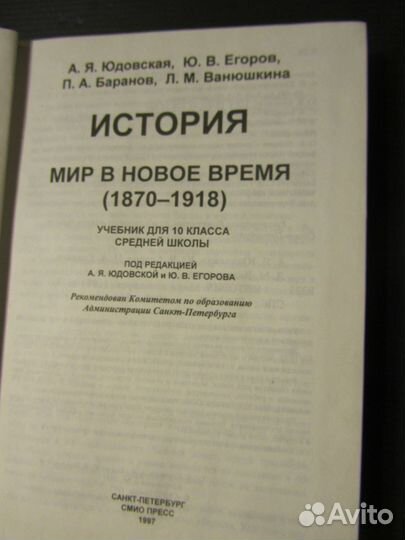 А. Я. Юдовская, Ю. В. Егоров,
П. А. Баранов, Л. М. Ванюшкина
ИСТОРИЯ
МИР В НОВОЕ ВРЕМЯ
(1870–1918)
УЧЕБНИК ДЛЯ 10 КЛАССА
СРЕДНЕЙ ШКОЛЫ
ПОД РЕДАКЦИЕЙ
А. Я. ЮДОВСКОЙ и Ю. В. ЕГОРОВА
Рекомендован Комитетом по образованию
Администрации Санкт-Петербурга
САНКТ-ПЕТЕРБУРГ
СМИО ПРЕСС
1997
Avito